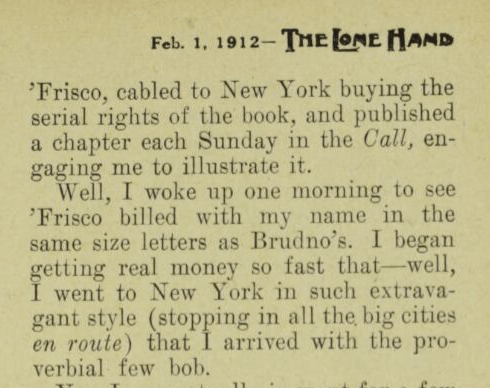 Feb. 1, 1912— THE LONE HAND
'Frisco, cabled to New York buying the
serial rights of the book, and published
a chapter each Sunday in the Call, en-
gaging me to illustrate it.
Well, I woke up one morning to see
'Frisco billed with my name in the
same size letters as Brudno's. I began
getting real money so fast that—well,
I went to New York in such extrava-
gant style (stopping in all the big cities
en route) that I arrived with the pro-
verbial few bob.